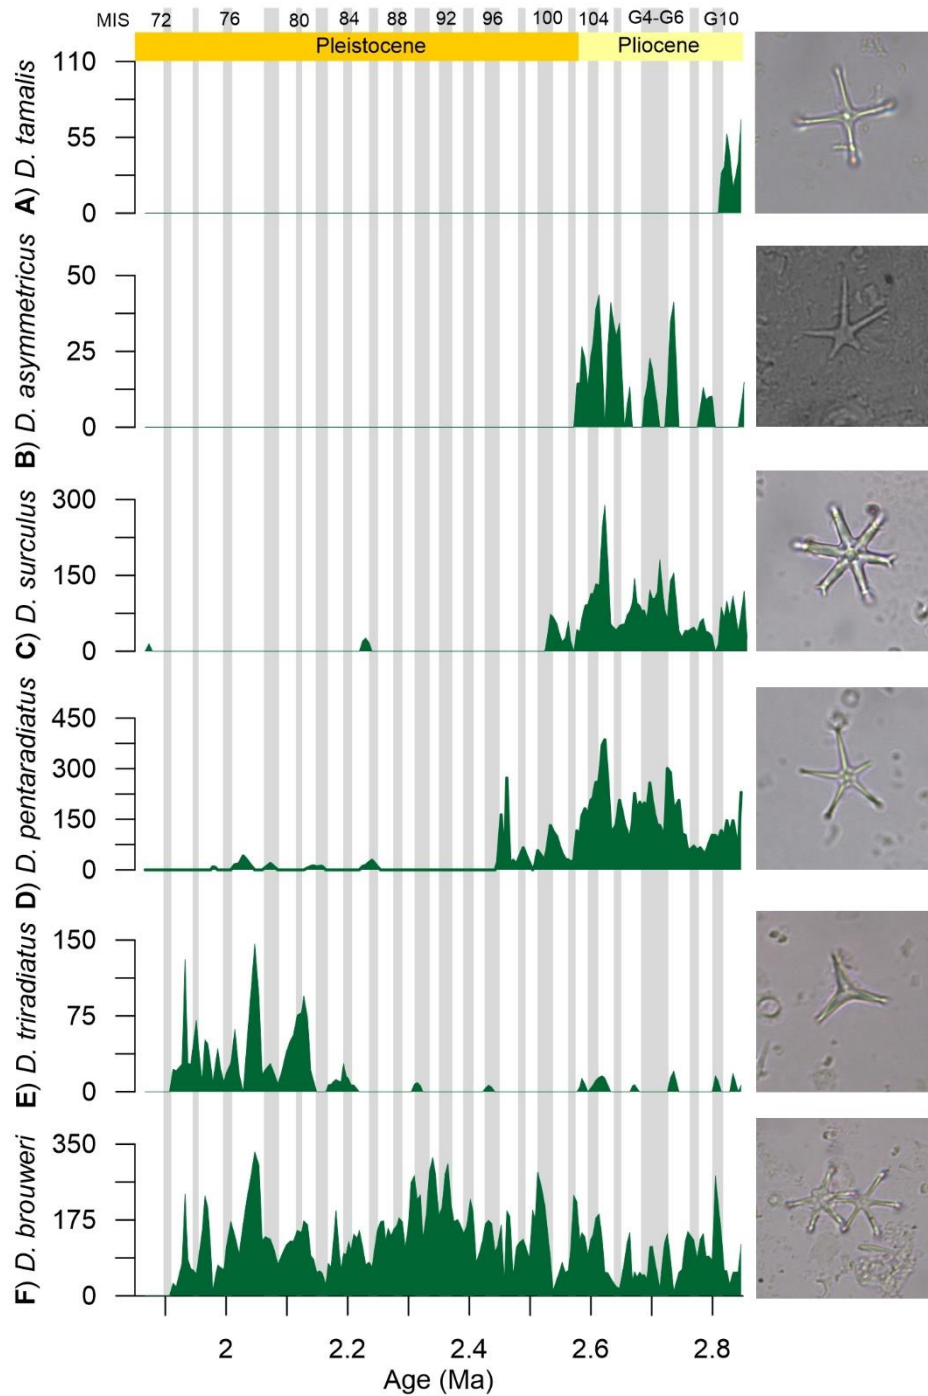 MIS 72 76 80 84 88 92 96 100 104 G4-G6 G10
Pleistocene Pliocene
A) D. tamalis
110
55
0
B) D. asymmetricus
50
25
0
C) D. surculus
300
150
0
D) D. pentaradiatus
450
300
150
0
E) D. triradiatus
150
75
0
F) D. brouweri
350
175
0
2 2.2 2.4 2.6 2.8
Age (Ma)